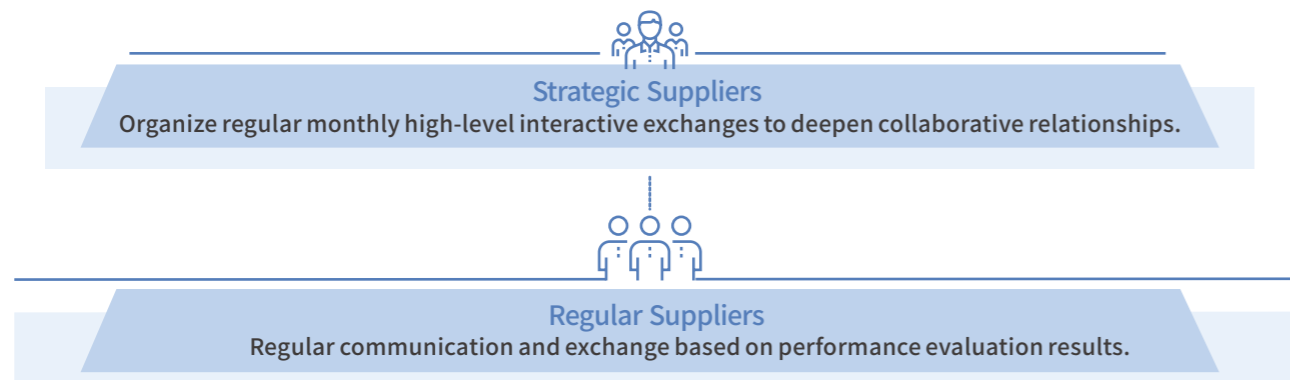 Strategic Suppliers
Organize regular monthly high-level interactive exchanges to deepen collaborative relationships.
Regular Suppliers
Regular communication and exchange based on performance evaluation results.